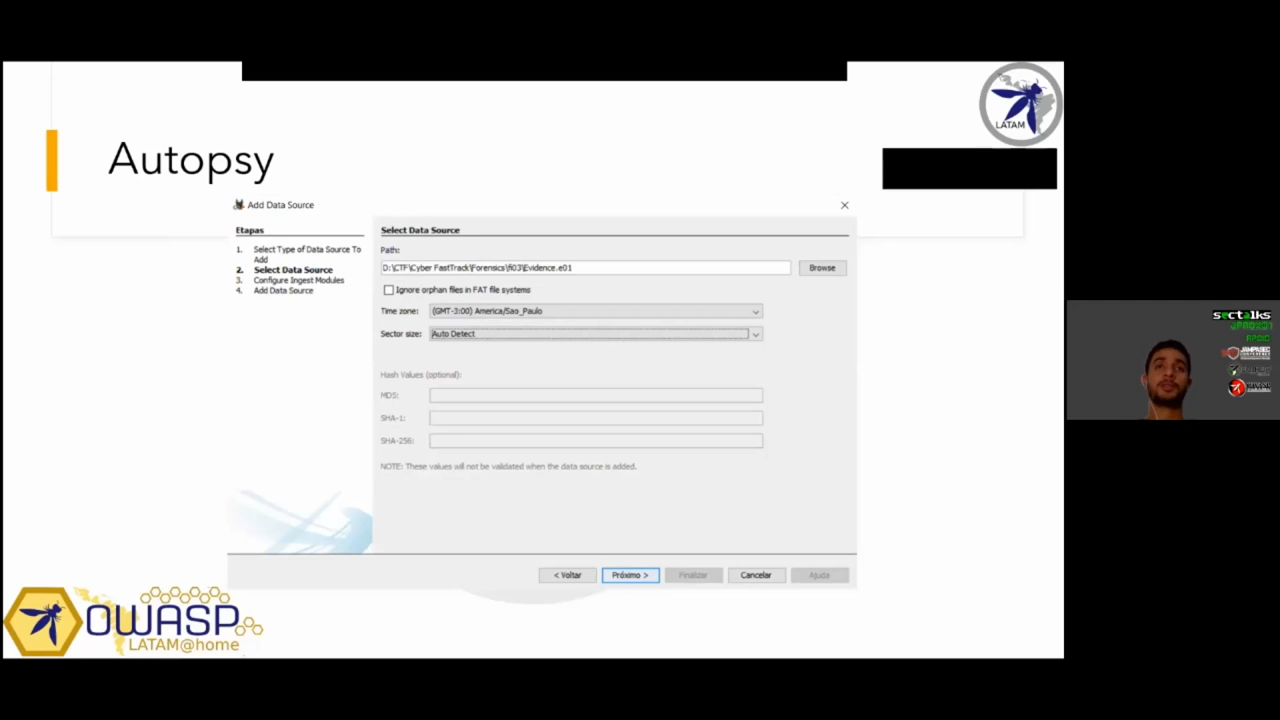 LATAM
Autopsy
Add Data Source
Etapas
1. Select Type of Data Source To Add
2. Select Data Source
3. Configure Ingest Modules
4. Add Data Source
Select Data Source
Path:
D:\CTF\Cyber FastTrack\Forensics\fi03\Evidence.e01
Browse
Ignore orphan files in FAT file systems
Time zone: (GMT-3:00) America/Sao_Paulo
Sector size: Auto Detect
Hash Values (optional):
MD5:
SHA-1:
SHA-256:
NOTE: These values will not be validated when the data source is added.
< Voltar Próximo > Finalizar Cancelar Ajuda
OWASP
LATAM@home
sectalks
APOIO
JAMPASEC